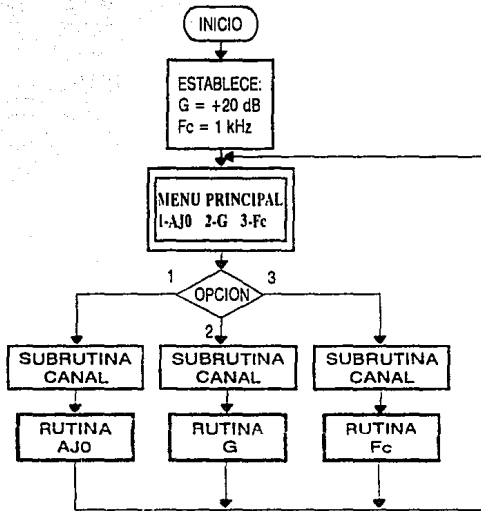 INICIO
ESTABLECE:
G = +20 dB
Fc = 1 kHz
MENU PRINCIPAL
1-AJ0 2-G 3-Fc
1
OPCION
3
2
SUBRUTINA
CANAL
SUBRUTINA
CANAL
SUBRUTINA
CANAL
RUTINA
AJ0
RUTINA
G
RUTINA
Fc